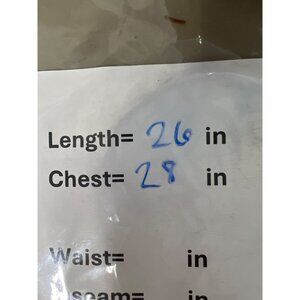 Length= 26 in
Chest= 28 in
Waist= in
in